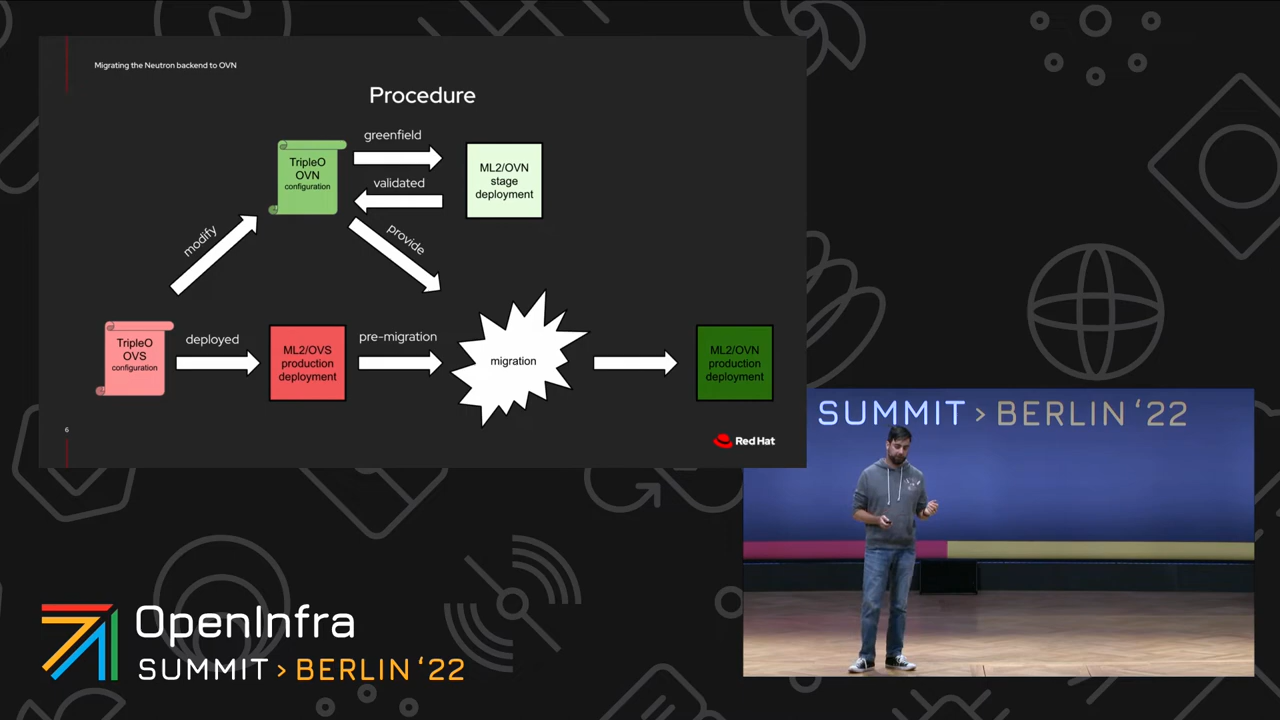 Migrating the Neutron backend to OVN
Procedure
greenfield
TripleO
OVN
configuration
validated
ML2/OVN
stage
deployment
modify
provide
TripleO
OVS
configuration
deployed
ML2/OVS
production
deployment
pre-migration
migration
ML2/OVN
production
deployment
6
Red Hat
SUMMIT > BERLIN '22
OpenInfra
SUMMIT > BERLIN '22